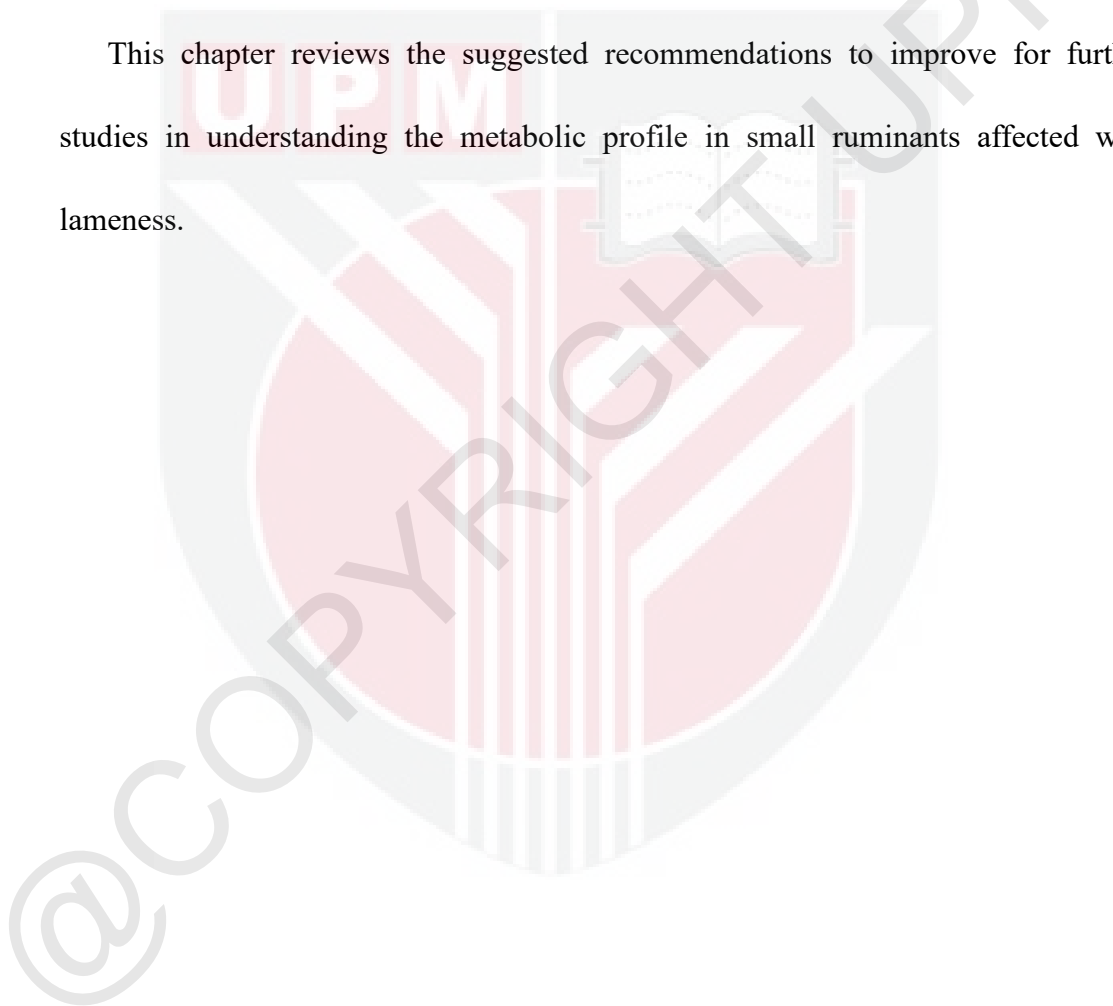 This chapter reviews the suggested recommendations to improve for furt
studies in understanding the metabolic profile in small ruminants affected w
lameness.
UPM
@COPYRIGHT UP